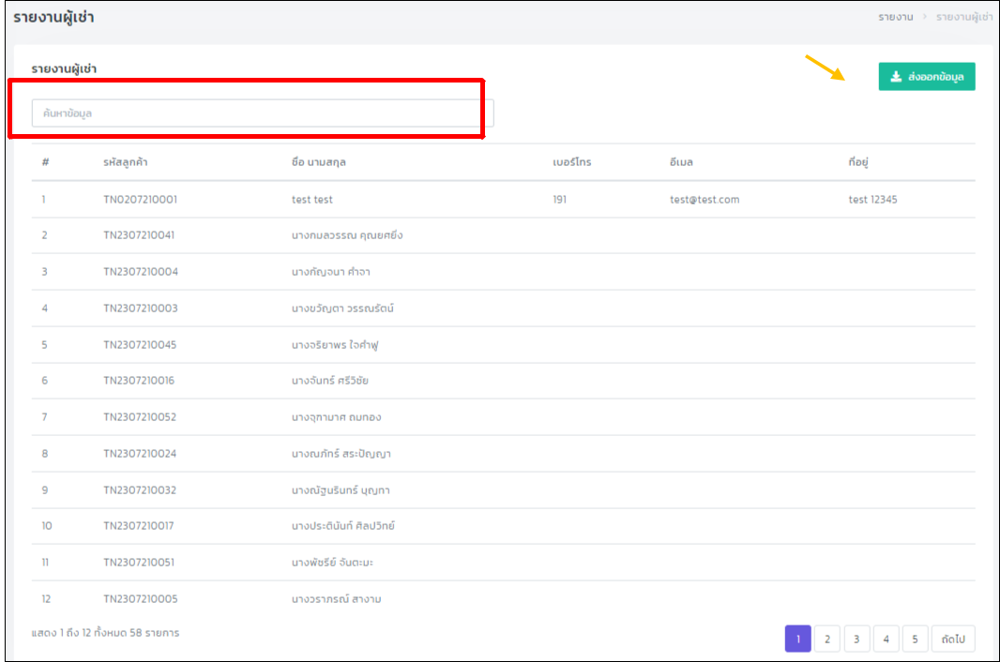 รายงานผู้เช่า
รายงาน > รายงานผู้เช่า
รายงานผู้เช่า
ส่งออกข้อมูล
ค้นหาข้อมูล
# รหัสลูกค้า ชื่อ นามสกุล เบอร์โทร อีเมล ที่อยู่
1 TN0207210001 test test 191 test@test.com test 12345
2 TN2307210041 นางกมลวรรณ คุณยศยิ่ง
3 TN2307210004 นางกัญจนา คำจา
4 TN2307210003 นางขวัญตา วรรณรัตน์
5 TN2307210045 นางจริยาพร ใจคำฟู
6 TN2307210016 นางจันทร์ ศรีวิชัย
7 TN2307210052 นางจุฑามาศ ถมทอง
8 TN2307210024 นางณภัทร์ สระปัญญา
9 TN2307210032 นางณัฐนรินทร์ บุญทา
10 TN2307210017 นางประตินันท์ ศิลปวิทย์
11 TN2307210051 นางพัชรีย์ จันตะมะ
12 TN2307210005 นางวราภรณ์ สางาม
แสดง 1 ถึง 12 ทั้งหมด 58 รายการ
1 2 3 4 5 ถัดไป